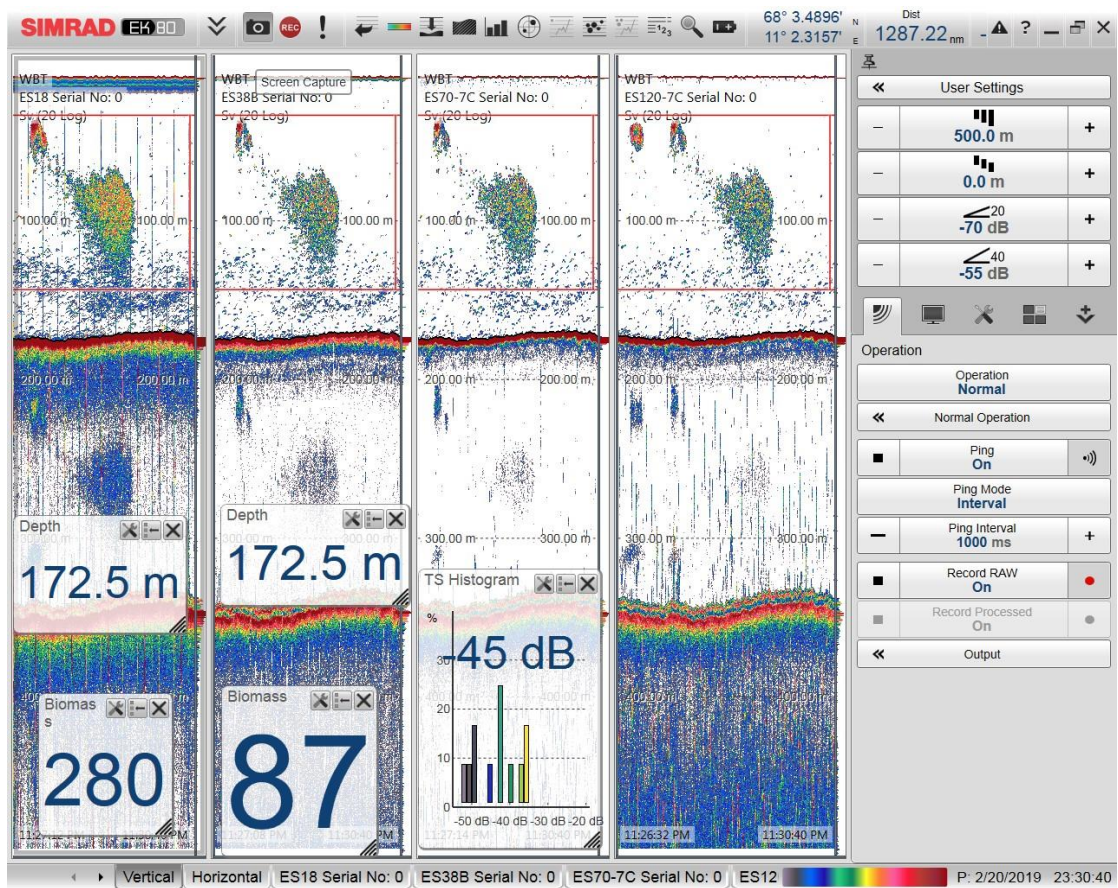 SIMRAD EK 80
REC
68° 3.4896' N
11° 2.3157' E
Dist
1287.22 nm
WBT
ES18 Serial No: 0
Sv (20 Log)
WBT
Screen Capture
ES38B Serial No: 0
Sv (20 Log)
WBT
ES70-7C Serial No: 0
Sv (20 Log)
WBT
ES120-7C Serial No: 0
Sv (20 Log)
100.00 m 100.00 m
100.00 m 100.00 m
100.00 m 100.00 m
100.00 m 100.00 m
200.00 m 200.00 m
200.00 m 200.00 m
200.00 m 200.00 m
200.00 m 200.00 m
300.00 m 300.00 m
300.00 m 300.00 m
Depth
172.5 m
Depth
172.5 m
TS Histogram
%
-45 dB
30
20
10
0
-50 dB -40 dB -30 dB -20 dB
400.00 m 400.00 m
Biomas
s
280
Biomass
87
11:27:08 PM 11:30:40 PM
11:27:14 PM 11:30:40 PM
11:26:32 PM 11:30:40 PM
User Settings
500.0 m
0.0 m
20
-70 dB
40
-55 dB
Operation
Operation
Normal
Normal Operation
Ping
On
Ping Mode
Interval
Ping Interval
1000 ms
Record RAW
On
Record Processed
On
Output
Vertical Horizontal ES18 Serial No: 0 ES38B Serial No: 0 ES70-7C Serial No: 0 ES12
P: 2/20/2019 23:30:40